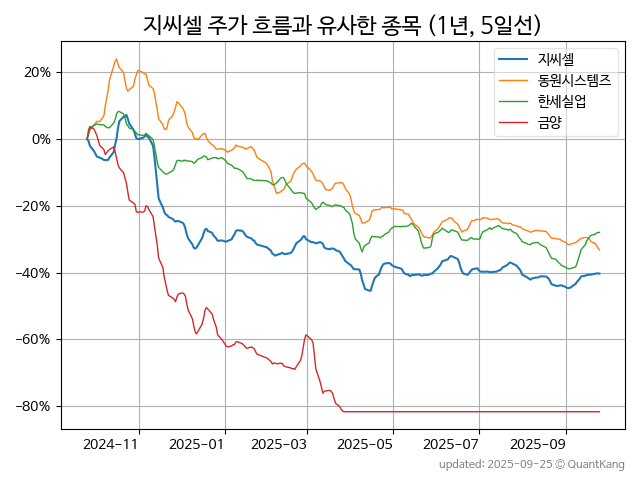 지씨셀 주가 흐름과 유사한 종목 (1년, 5일선)
지씨셀
동원시스템즈
한세실업
금양
20%
0%
−20%
−40%
−60%
−80%
2024−11
2025−01
2025−03
2025−05
2025−07
2025−09
updated: 2025-09-25 © QuantKang